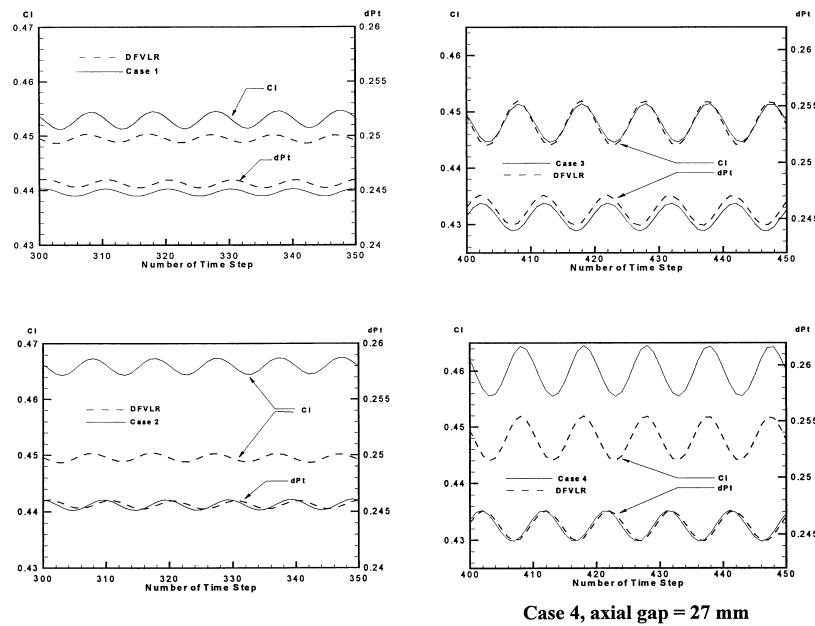 Cl
dPt
0.47
0.46
0.45
0.44
0.43
0.26
0.255
0.25
0.245
0.24
DFVLR
Case 1
Cl
dPt
300 310 320 330 340 350
Number of Time Step
Cl
dPt
0.46
0.45
0.44
0.43
0.26
0.255
0.25
0.245
Case 3
DFVLR
Cl
dPt
400 410 420 430 440 450
Number of Time Step
Cl
dPt
0.47
0.46
0.45
0.44
0.43
0.26
0.255
0.25
0.245
0.24
DFVLR
Case 2
Cl
dPt
300 310 320 330 340 350
Number of Time Step
Cl
dPt
0.46
0.45
0.44
0.43
0.26
0.255
0.25
0.245
Case 4
DFVLR
Cl
dPt
400 410 420 430 440 450
Number of Time Step
Case 4, axial gap = 27 mm